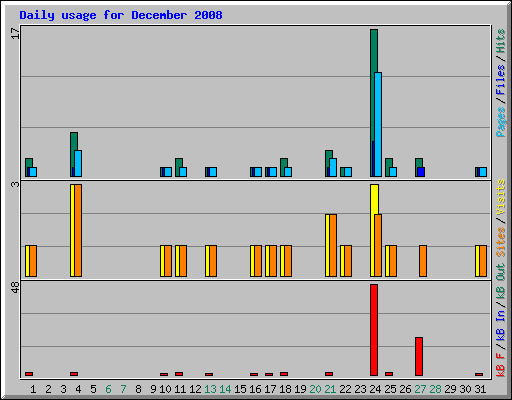 Daily usage for December 2008
17
Pages / Files / Hits
3
kB F / kB In / kB Out Sites / Visits
48
1 2 3 4 5 6 7 8 9 10 11 12 13 14 15 16 17 18 19 20 21 22 23 24 25 26 27 28 29 30 31